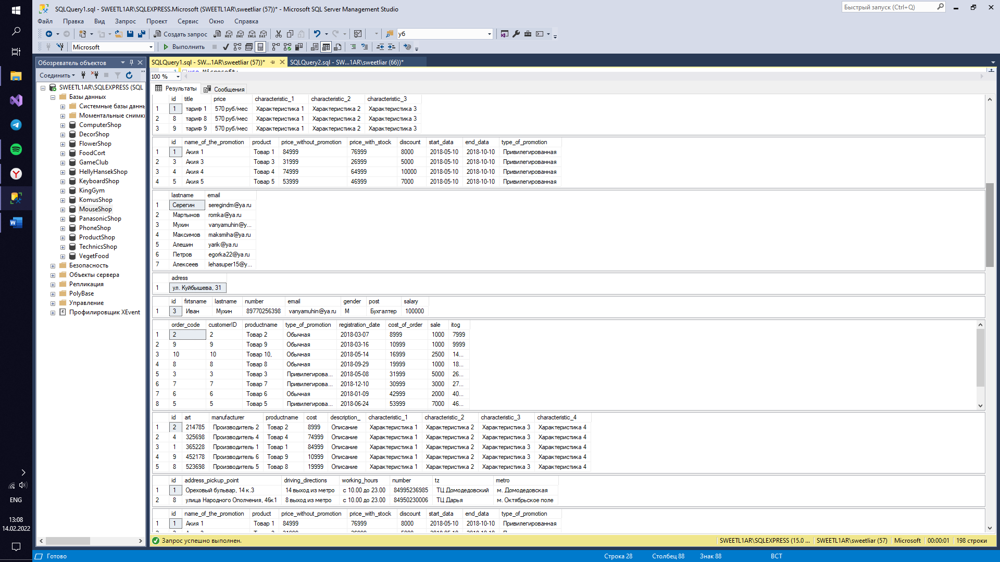 SQLQuery1.sql - SWEETL1AR\SQLEXPRESS.Microsoft (SWEETL1AR\sweetliar (57))* - Microsoft SQL Server Management Studio
Быстрый запуск (Ctrl+Q)
Файл Правка Вид Запрос Проект Сервис Окно Справка
Создать запрос MDX DMX XMLA DAX уб
Microsoft Выполнить
Обозреватель объектов
Соединить
SWEETL1AR\SQLEXPRESS (SQL
Базы данных
Системные базы данн
Моментальные снимки
ComputerShop
DecorShop
FlowerShop
FoodCort
GameClub
HellyHansekShop
KeyboardShop
KingGym
KomusShop
MouseShop
PanasonicShop
PhoneShop
ProductShop
TechnicsShop
VegetFood
Безопасность
Объекты сервера
Репликация
PolyBase
Управление
Профилировщик XEvent
SQLQuery1.sql - SW...1AR\sweetliar (57))* SQLQuery2.sql - SW...1AR\sweetliar (66))*
1 use Microsoft;
100 %
Результаты Сообщения
id title price characteristic_1 characteristic_2 characteristic_3
1 1 тариф 1 570 руб/мес Характеристика 1 Характеристика 2 Характеристика 3
2 8 тариф 8 570 руб/мес Характеристика 1 Характеристика 2 Характеристика 3
3 9 тариф 9 570 руб/мес Характеристика 1 Характеристика 2 Характеристика 3
id name_of_the_promotion product price_without_promotion price_with_stock discount start_data end_data type_of_promotion
1 1 Акия 1 Товар 1 84999 76999 8000 2018-05-10 2018-10-10 Привилегированная
2 3 Акия 3 Товар 3 31999 26999 5000 2018-05-10 2018-10-10 Привилегированная
3 4 Акия 4 Товар 4 74999 64999 10000 2018-05-10 2018-10-10 Привилегированная
4 5 Акия 5 Товар 5 53999 46999 7000 2018-05-10 2018-10-10 Привилегированная
lastname email
1 Серегин seregindm@ya.ru
2 Мартынов romka@ya.ru
3 Мухин vanyamuhin@y...
4 Максимов maksmiha@ya.ru
5 Алешин yarik@ya.ru
6 Петров egorka22@ya.ru
7 Алексеев lehasuper15@y...
adress
1 ул. Куйбышева, 31
id firtsname lastname number email gender post salary
1 3 Иван Мухин 89770256398 vanyamuhin@ya.ru М Бухгалтер 100000
order_code customerID productname type_of_promotion registration_date cost_of_order sale itog
1 2 2 Товар 2 Обычная 2018-03-07 8999 1000 7999
2 9 9 Товар 9 Обычная 2018-03-16 10999 1000 9999
3 10 10 Товар 10, Обычная 2018-05-14 16999 2500 14...
4 8 8 Товар 8 Обычная 2018-09-29 19999 1000 18...
5 3 3 Товар 3 Привилегирова... 2018-05-08 31999 5000 26...
6 7 7 Товар 7 Привилегирова... 2018-12-10 30999 3000 27...
7 6 6 Товар 6 Обычная 2018-01-09 42999 2000 40...
8 5 5 Товар 5 Привилегирова... 2018-06-24 53999 7000 46...
id art manufacturer productname cost description_ characteristic_1 characteristic_2 characteristic_3 characteristic_4
1 2 214785 Производитель 2 Товар 2 8999 Описание Характеристика 1 Характеристика 2 Характеристика 3 Характеристика 4
2 4 325698 Производитель 4 Товар 4 74999 Описание Характеристика 1 Характеристика 2 Характеристика 3 Характеристика 4
3 1 365228 Производитель 1 Товар 1 84999 Описание Характеристика 1 Характеристика 2 Характеристика 3 Характеристика 4
4 9 452178 Производитель 6 Товар 9 10999 Описание Характеристика 1 Характеристика 2 Характеристика 3 Характеристика 4
5 8 523698 Производитель 5 Товар 8 19999 Описание Характеристика 1 Характеристика 2 Характеристика 3 Характеристика 4
id address_pickup_point driving_directions working_hours number tz metro
1 1 Ореховый бульвар, 14 к.3 14 выход из метро с 10.00 до 23.00 84995236985 ТЦ Домодедовский м. Домодедовская
2 8 улица Народного Ополчения, 46к1 8 выход из метро с 10.00 до 23.00 84950230006 ТЦ Дарья м. Октябрьское поле
id name_of_the_promotion product price_without_promotion price_with_stock discount start_data end_data type_of_promotion
1 1 Акия 1 Товар 1 84999 76999 8000 2018-05-10 2018-10-10 Привилегированная
Запрос успешно выполнен. SWEETL1AR\SQLEXPRESS (15.0 ... SWEETL1AR\sweetliar (57) Microsoft 00:00:01 198 строки
Готово Строка 28 Столбец 88 Знак 88 ВСТ
ENG
13:08
14.02.2022